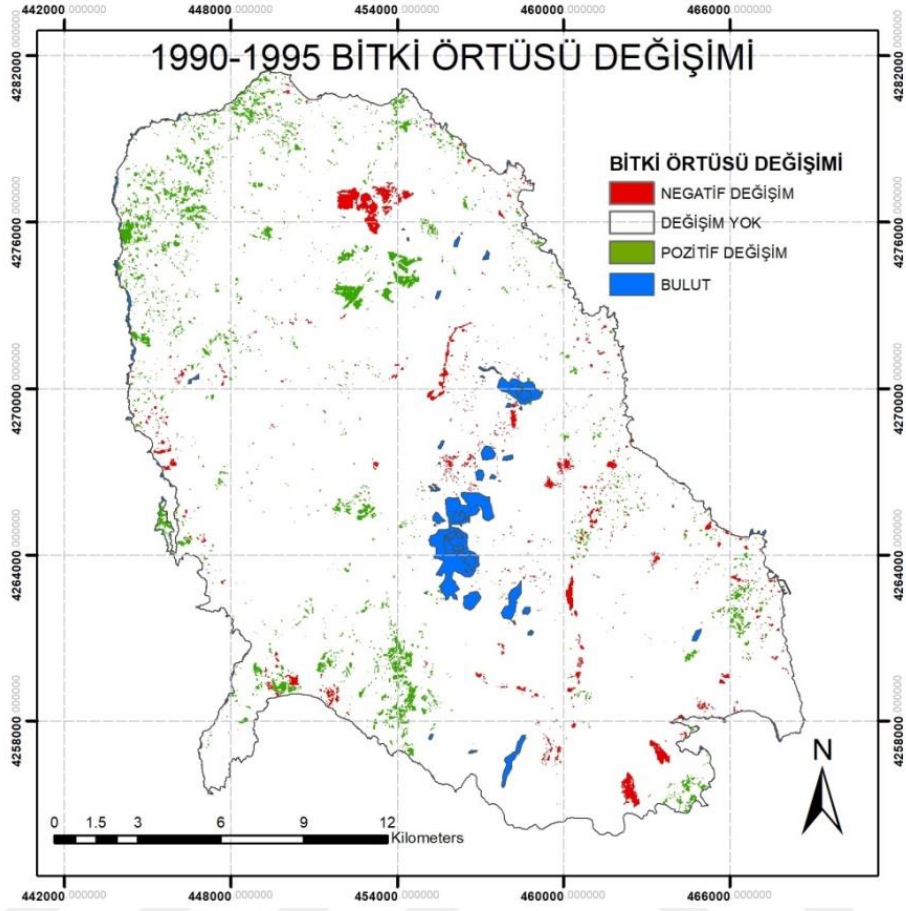 442000.000000 448000.000000 454000.000000 460000.000000 466000.000000
1990-1995 BİTKİ ÖRTÜSÜ DEĞİŞİMİ
4282000.000000 4282000.000000
BİTKİ ÖRTÜSÜ DEĞİŞİMİ
NEGATİF DEĞİŞİM
DEĞİŞİM YOK
POZİTİF DEĞİŞİM
BULUT
4276000.000000 4276000.000000
4270000.000000 4270000.000000
4264000.000000 4264000.000000
4258000.000000 4258000.000000
N
0 1.5 3 6 9 12
Kilometers
442000.000000 448000.000000 454000.000000 460000.000000 466000.000000